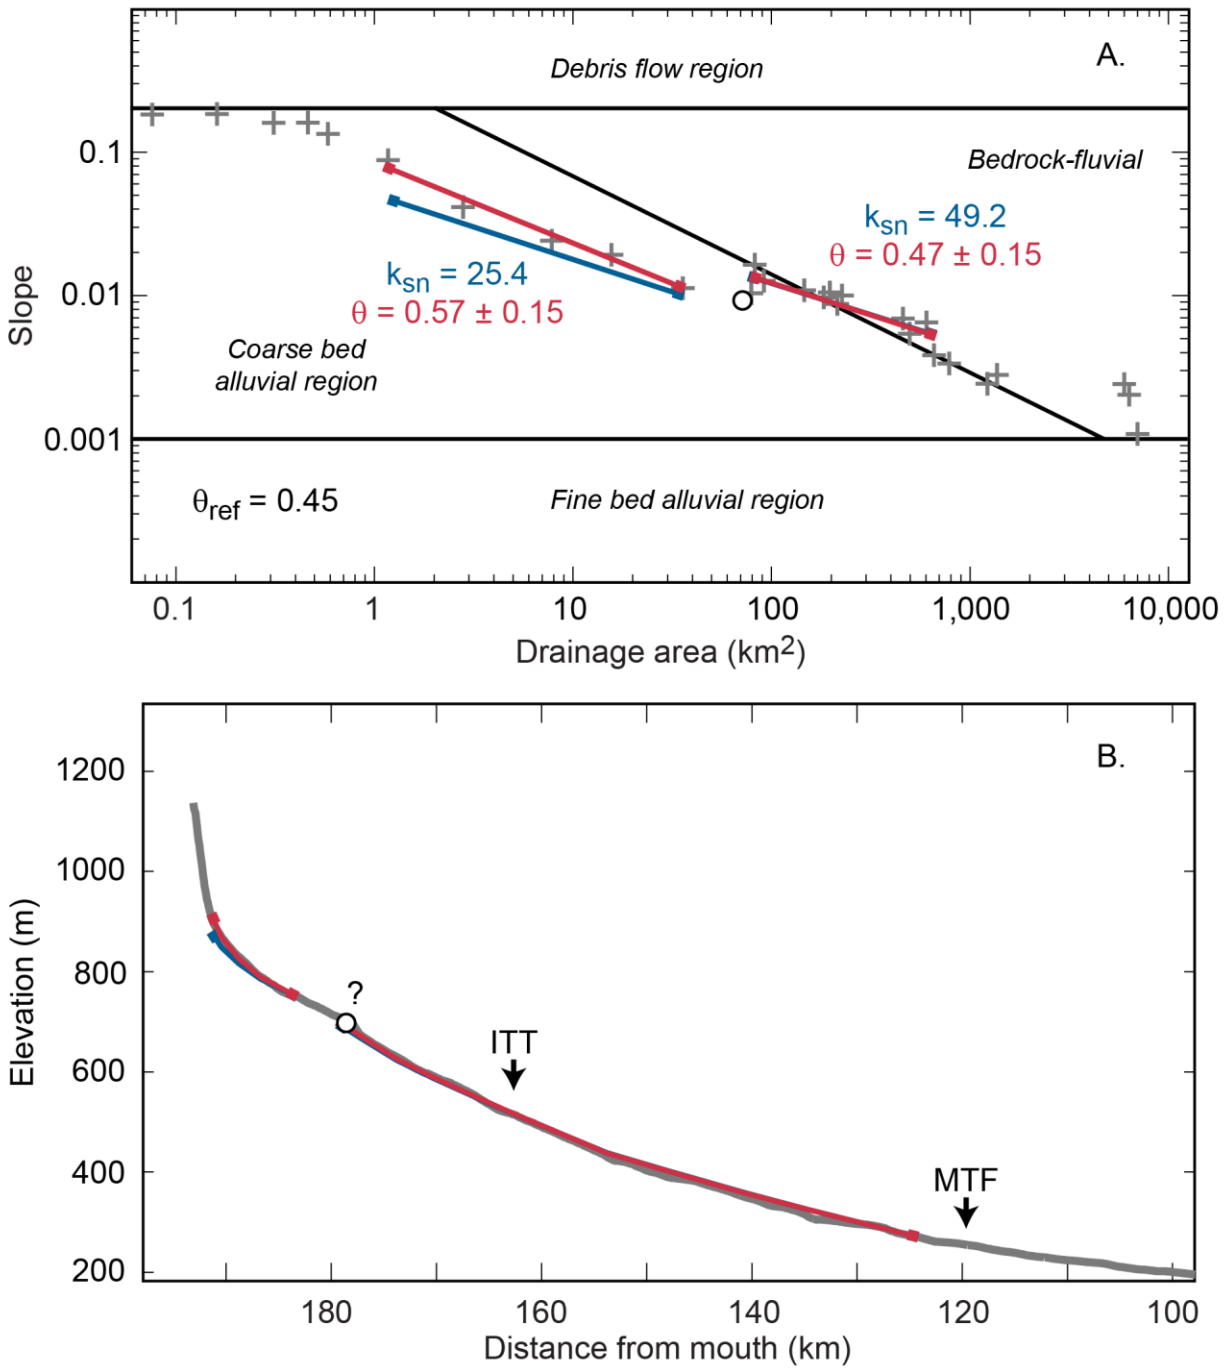 A.
Debris flow region
Bedrock-fluvial
k_sn = 49.2
θ = 0.47 ± 0.15
k_sn = 25.4
θ = 0.57 ± 0.15
Coarse bed
alluvial region
θ_ref = 0.45
Fine bed alluvial region
Slope
0.1
0.01
0.001
0.1 1 10 100 1,000 10,000
Drainage area (km²)
B.
?
ITT
MTF
Elevation (m)
1200
1000
800
600
400
200
180 160 140 120 100
Distance from mouth (km)